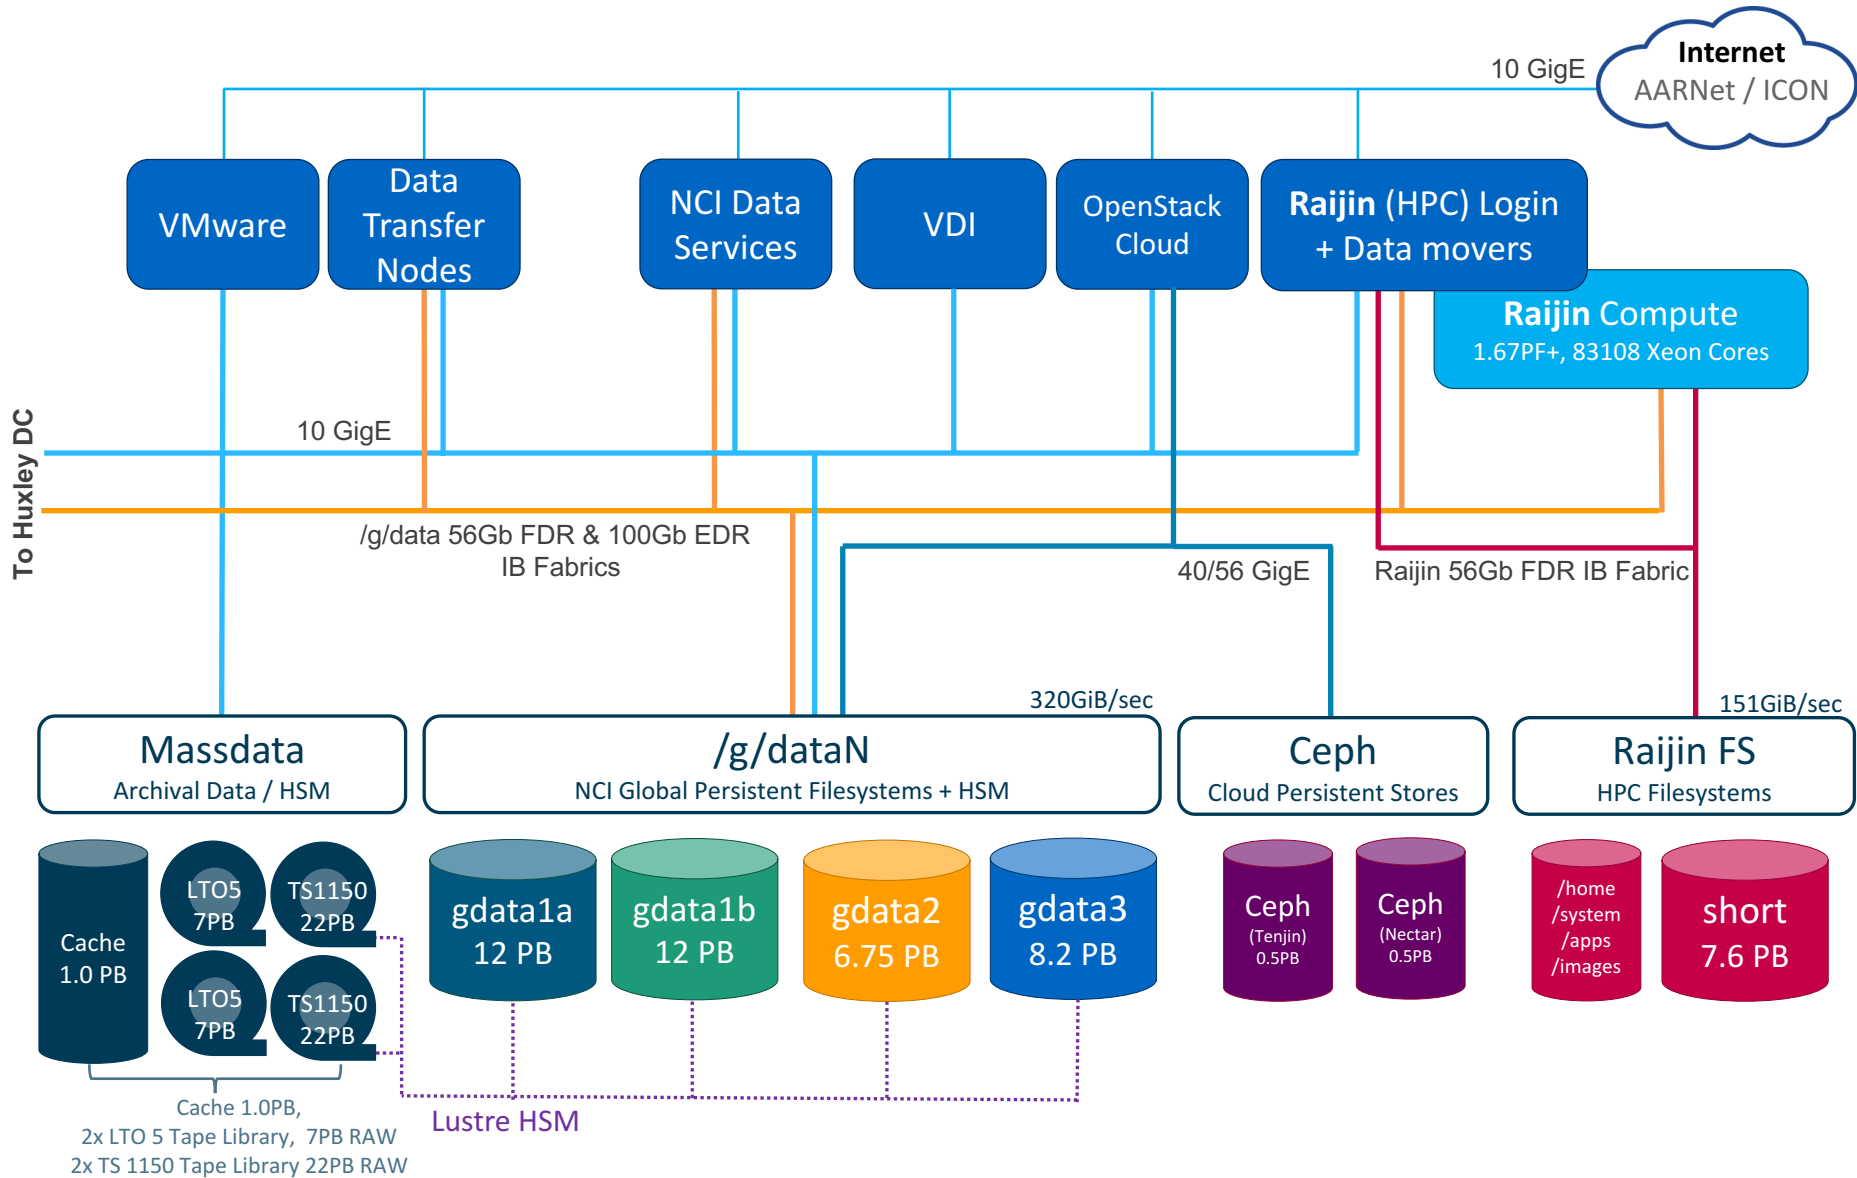 Internet
AARNet / ICON
10 GigE
VMware
Data
Transfer
Nodes
NCI Data
Services
VDI
OpenStack
Cloud
Raijin (HPC) Login
+ Data movers
Raijin Compute
1.67PF+, 83108 Xeon Cores
To Huxley DC
10 GigE
/g/data 56Gb FDR & 100Gb EDR
IB Fabrics
40/56 GigE
Raijin 56Gb FDR IB Fabric
320GiB/sec
151GiB/sec
Massdata
Archival Data / HSM
/g/dataN
NCI Global Persistent Filesystems + HSM
Ceph
Cloud Persistent Stores
Raijin FS
HPC Filesystems
Cache
1.0 PB
LTO5
7PB
TS1150
22PB
LTO5
7PB
TS1150
22PB
gdata1a
12 PB
gdata1b
12 PB
gdata2
6.75 PB
gdata3
8.2 PB
Ceph
(Tenjin)
0.5PB
Ceph
(Nectar)
0.5PB
/home
/system
/apps
/images
short
7.6 PB
Cache 1.0PB,
2x LTO 5 Tape Library, 7PB RAW
2x TS 1150 Tape Library 22PB RAW
Lustre HSM